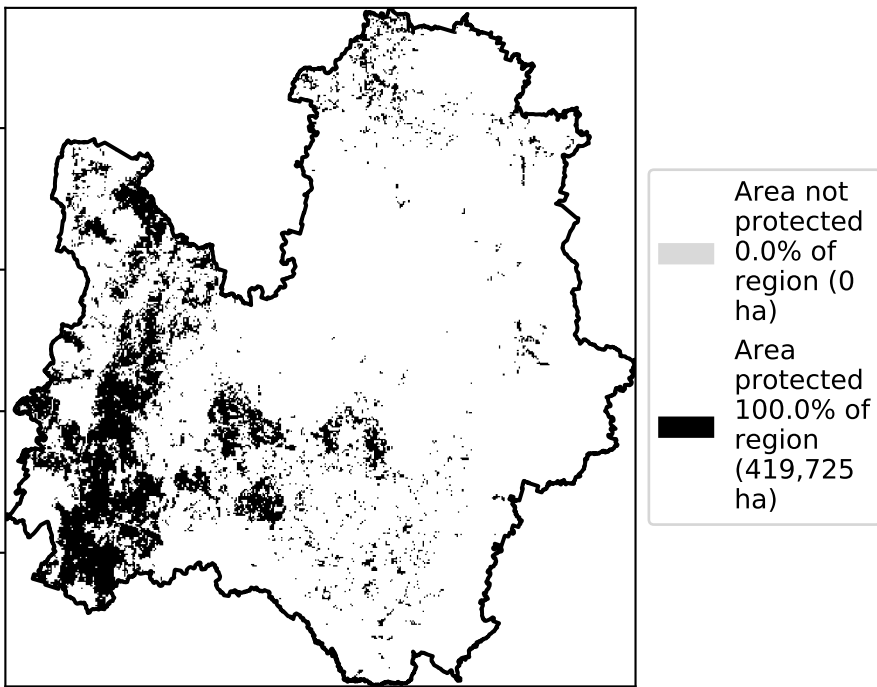 Area not
protected
0.0% of
region (0
ha)
Area
protected
100.0% of
region
(419,725
ha)